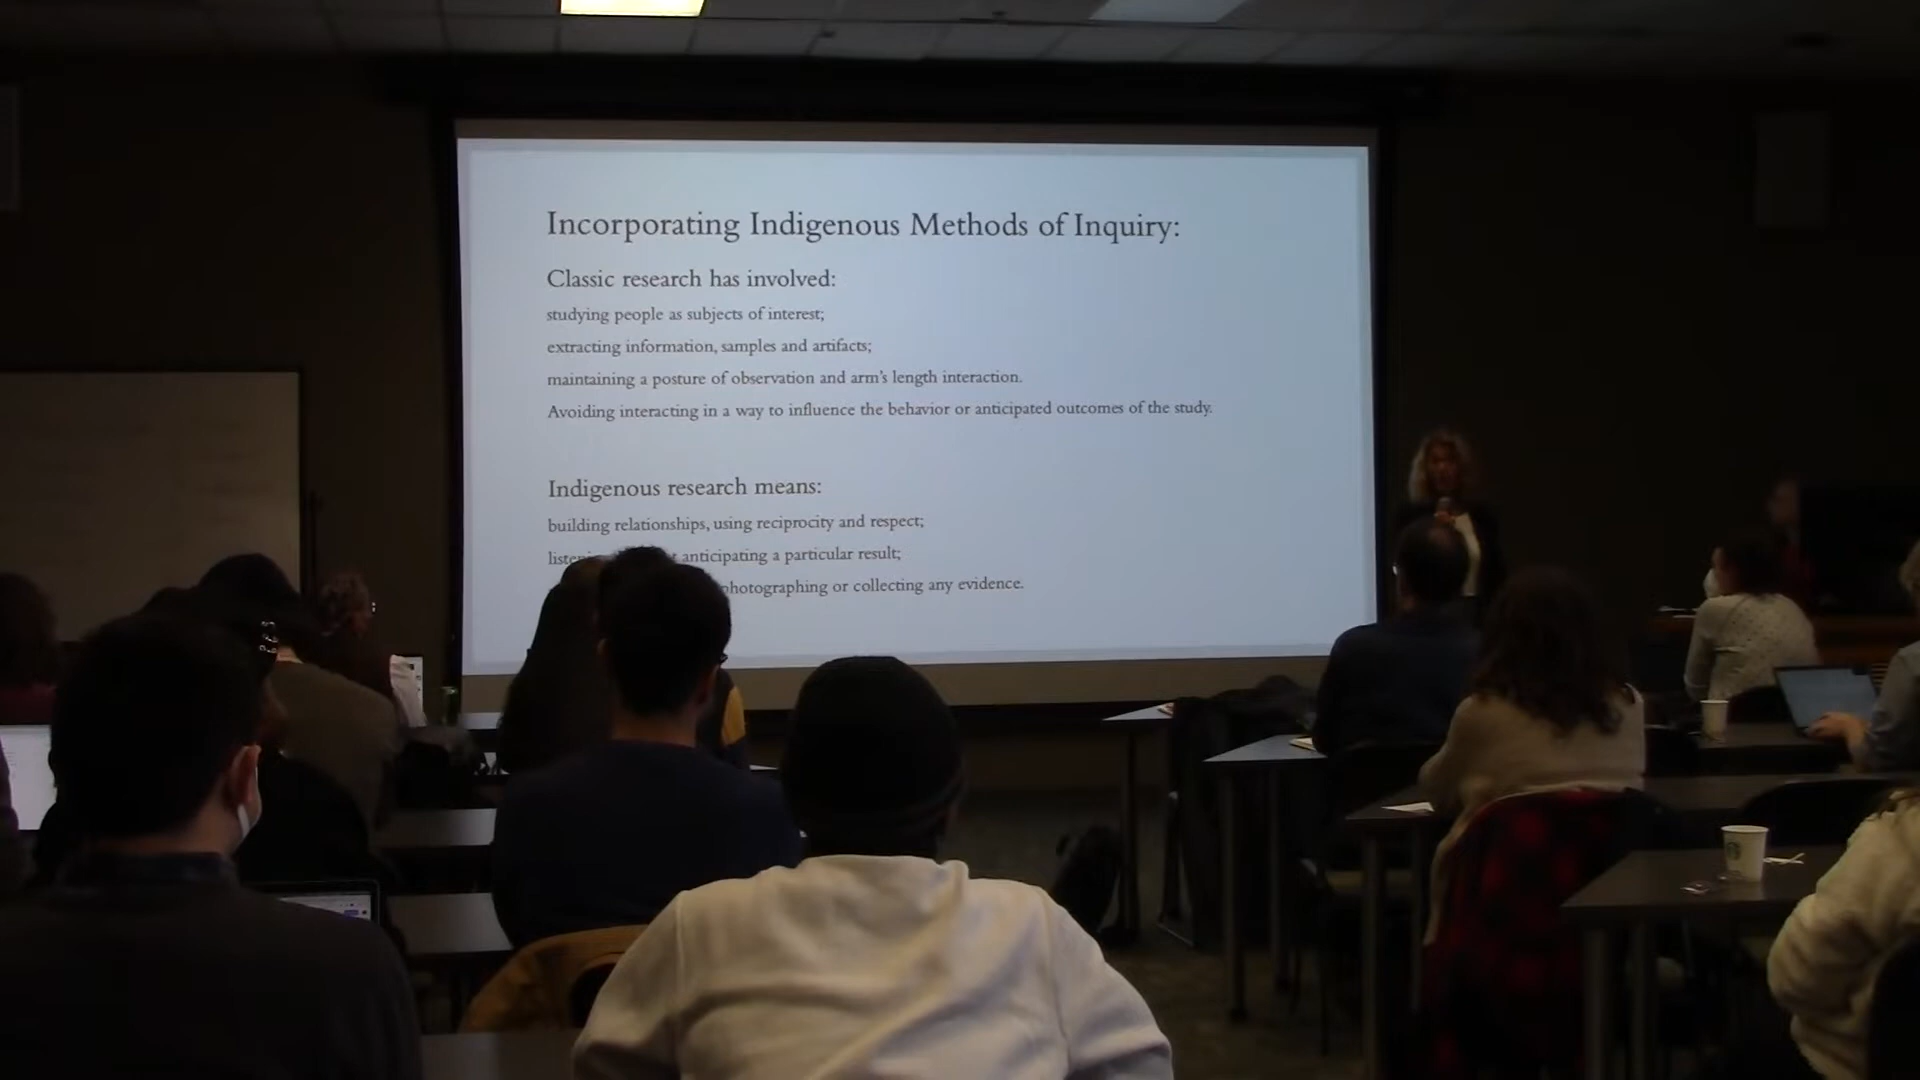 Incorporating Indigenous Methods of Inquiry:
Classic research has involved:
studying people as subjects of interest;
extracting information, samples and artifacts;
maintaining a posture of observation and arm's length interaction.
Avoiding interacting in a way to influence the behavior or anticipated outcomes of the study.
Indigenous research means:
building relationships, using reciprocity and respect;
anticipating a particular result;
photographing or collecting any evidence.